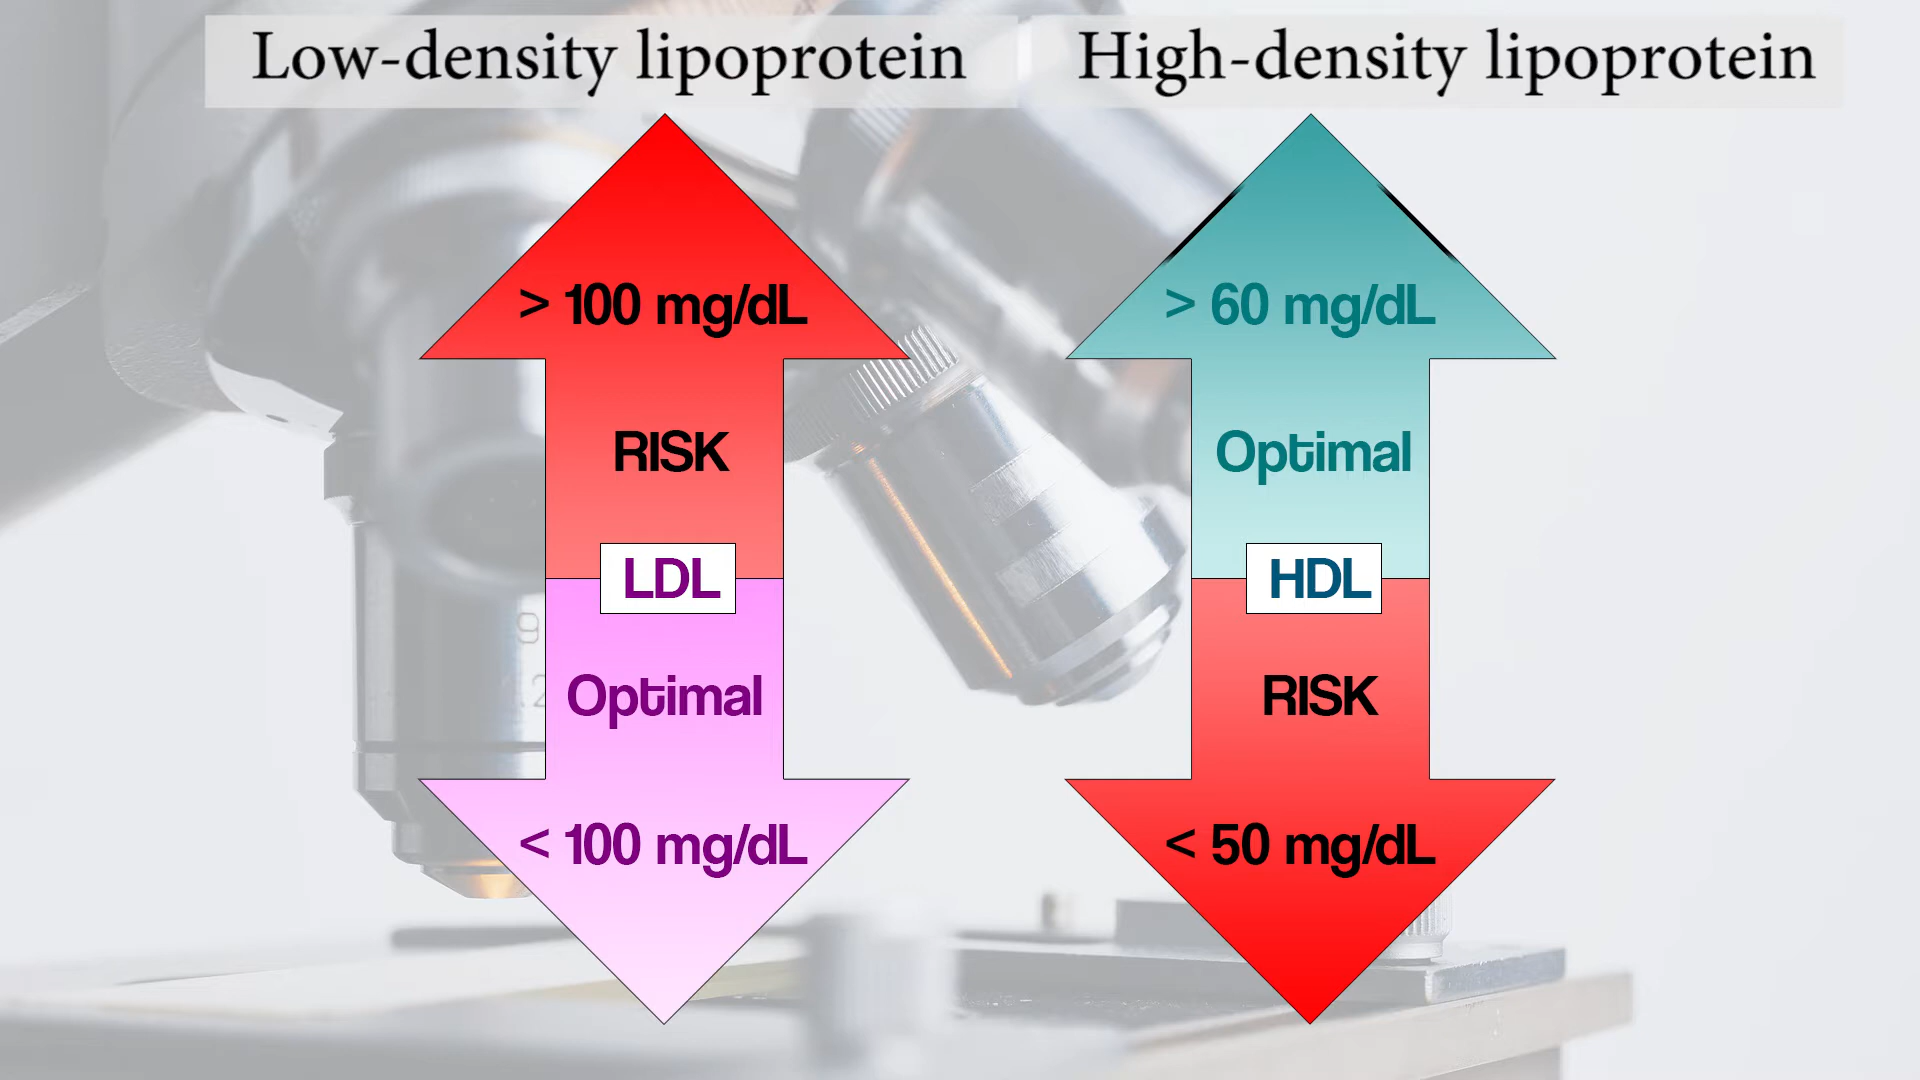 Low-density lipoprotein
High-density lipoprotein
> 100 mg/dL
RISK
LDL
Optimal
< 100 mg/dL
> 60 mg/dL
Optimal
HDL
RISK
< 50 mg/dL